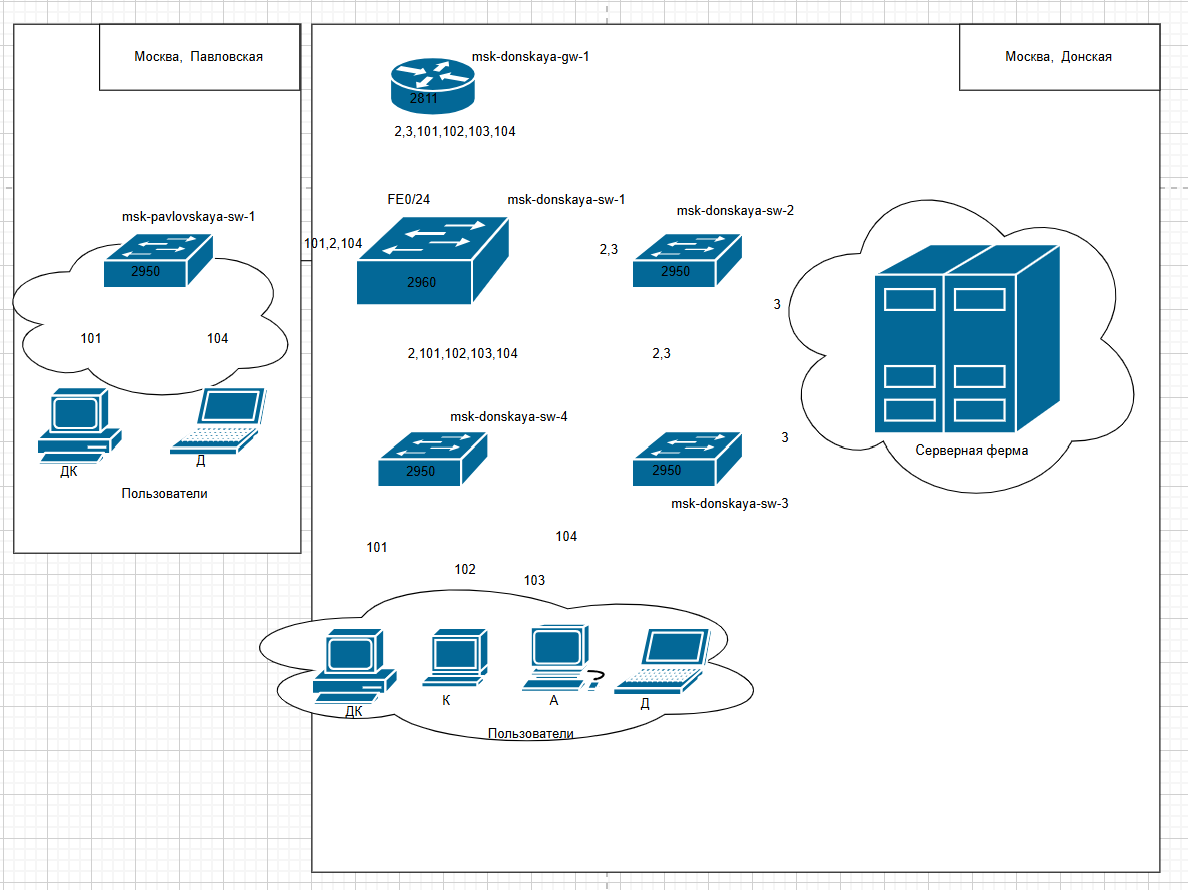 Москва, Павловская
Москва, Донская
msk-donskaya-gw-1
2811
2,3,101,102,103,104
FE0/24
msk-donskaya-sw-1
msk-donskaya-sw-2
msk-pavlovskaya-sw-1
101,2,104
2,3
2950
2960
2950
3
101
104
2,101,102,103,104
2,3
msk-donskaya-sw-4
3
Серверная ферма
ДК
Д
2950
2950
Пользователи
msk-donskaya-sw-3
101
104
102
103
ДК
К
А
Д
Пользователи